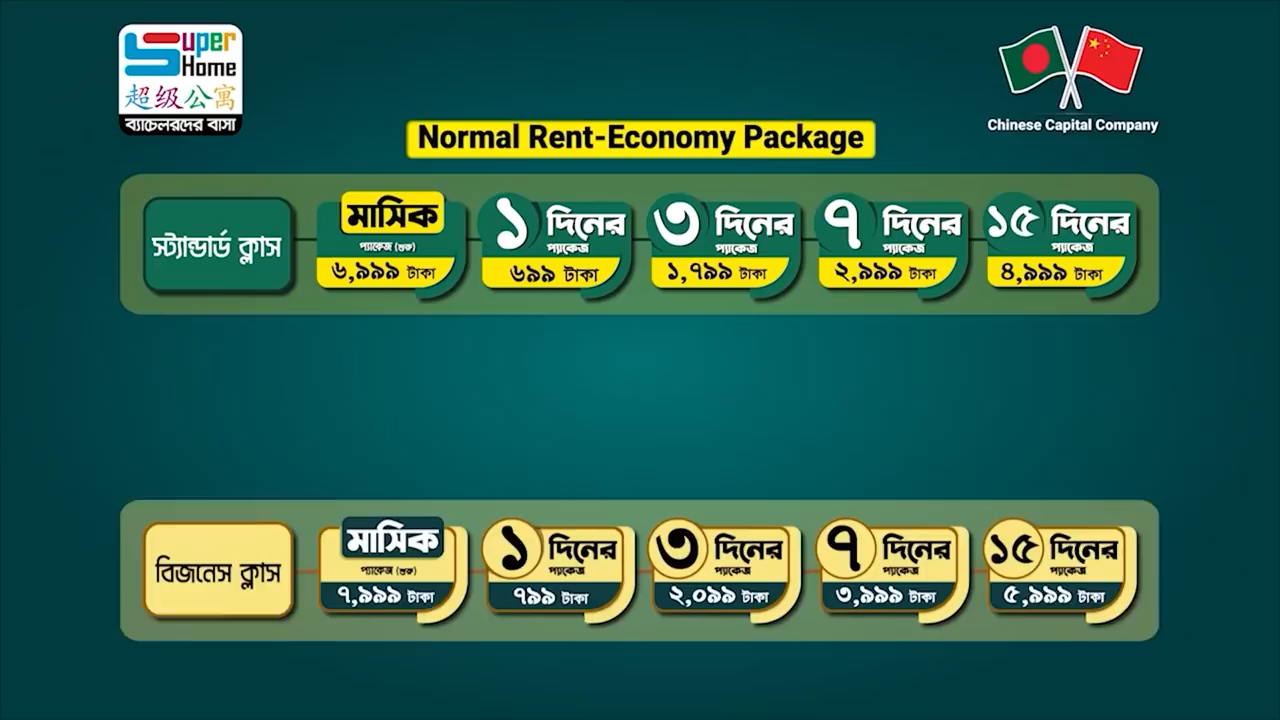 Super
Home
超级公寓
ব্যাচেলরদের বাসা
Chinese Capital Company
Normal Rent-Economy Package
স্ট্যান্ডার্ড ক্লাস
মাসিক
প্যাকেজ (শুরু)
৬,৯৯৯ টাকা
১ দিনের
প্যাকেজ
৬৯৯ টাকা
৩ দিনের
প্যাকেজ
১,৭৯৯ টাকা
৭ দিনের
প্যাকেজ
২,৯৯৯ টাকা
১৫ দিনের
প্যাকেজ
৪,৯৯৯ টাকা
বিজনেস ক্লাস
মাসিক
প্যাকেজ (শুরু)
৭,৯৯৯ টাকা
১ দিনের
প্যাকেজ
৭৯৯ টাকা
৩ দিনের
প্যাকেজ
২,০৯৯ টাকা
৭ দিনের
প্যাকেজ
৩,৯৯৯ টাকা
১৫ দিনের
প্যাকেজ
৫,৯৯৯ টাকা